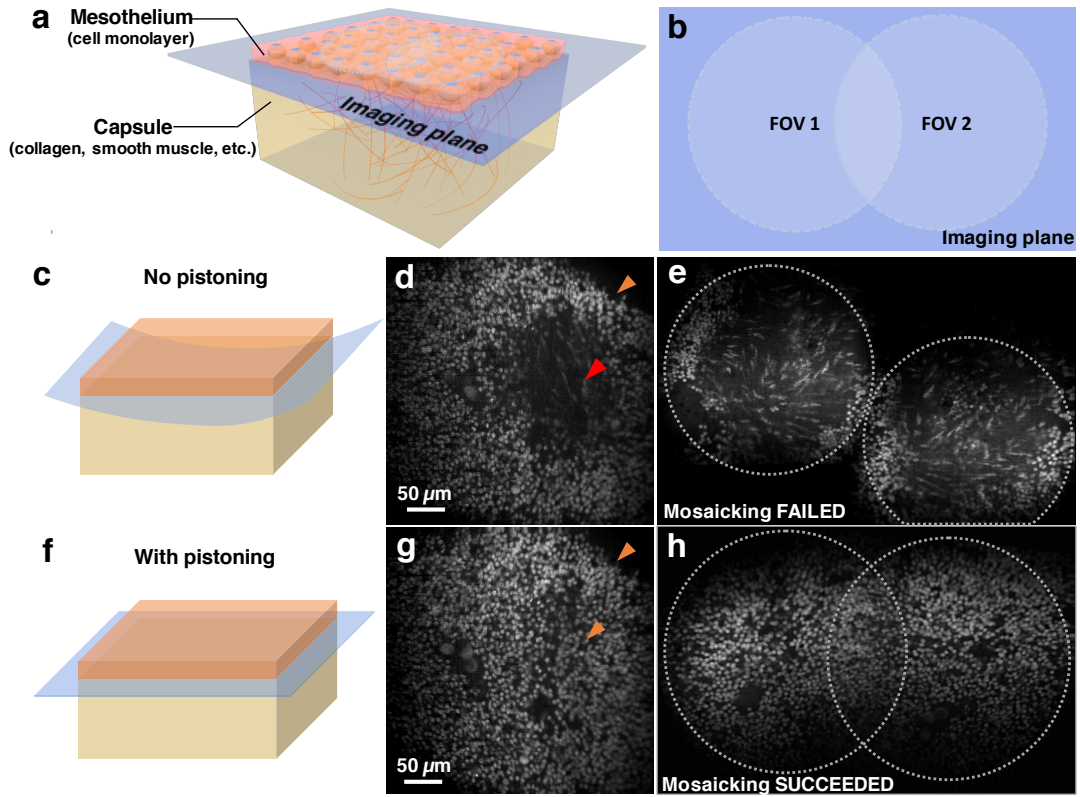 a
Mesothelium
(cell monolayer)
Capsule
(collagen, smooth muscle, etc.)
Imaging plane
b
FOV 1
FOV 2
Imaging plane
c
No pistoning
d
50 µm
e
Mosaicking FAILED
f
With pistoning
g
50 µm
h
Mosaicking SUCCEEDED